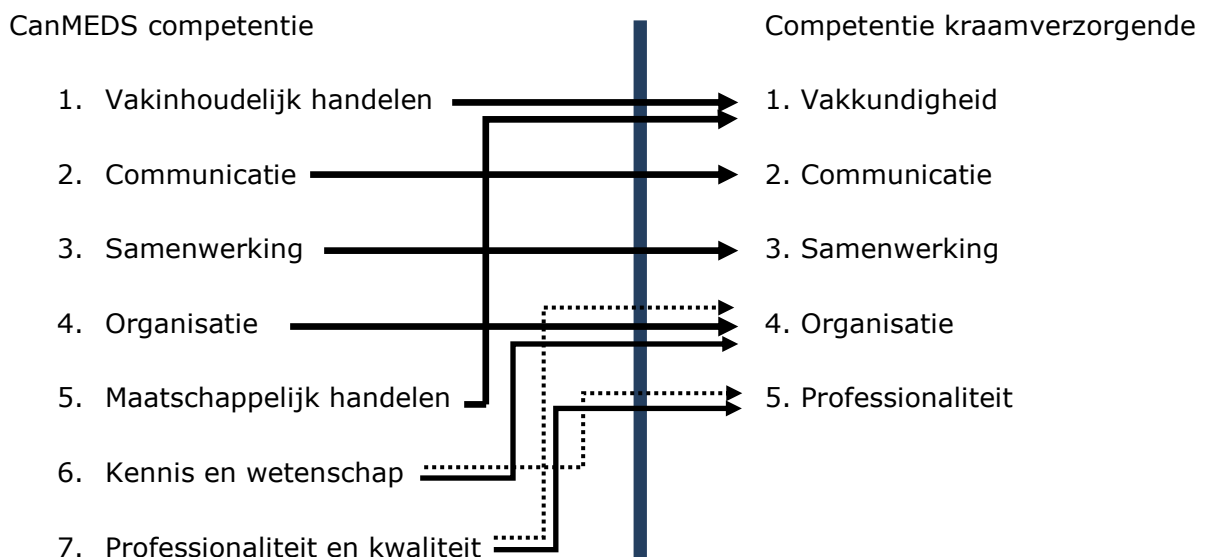 CanMEDS competentie
Competentie kraamverzorgende
1. Vakinhoudelijk handelen
1. Vakkundigheid
2. Communicatie
2. Communicatie
3. Samenwerking
3. Samenwerking
4. Organisatie
4. Organisatie
5. Maatschappelijk handelen
5. Professionaliteit
6. Kennis en wetenschap
7. Professionaliteit en kwaliteit